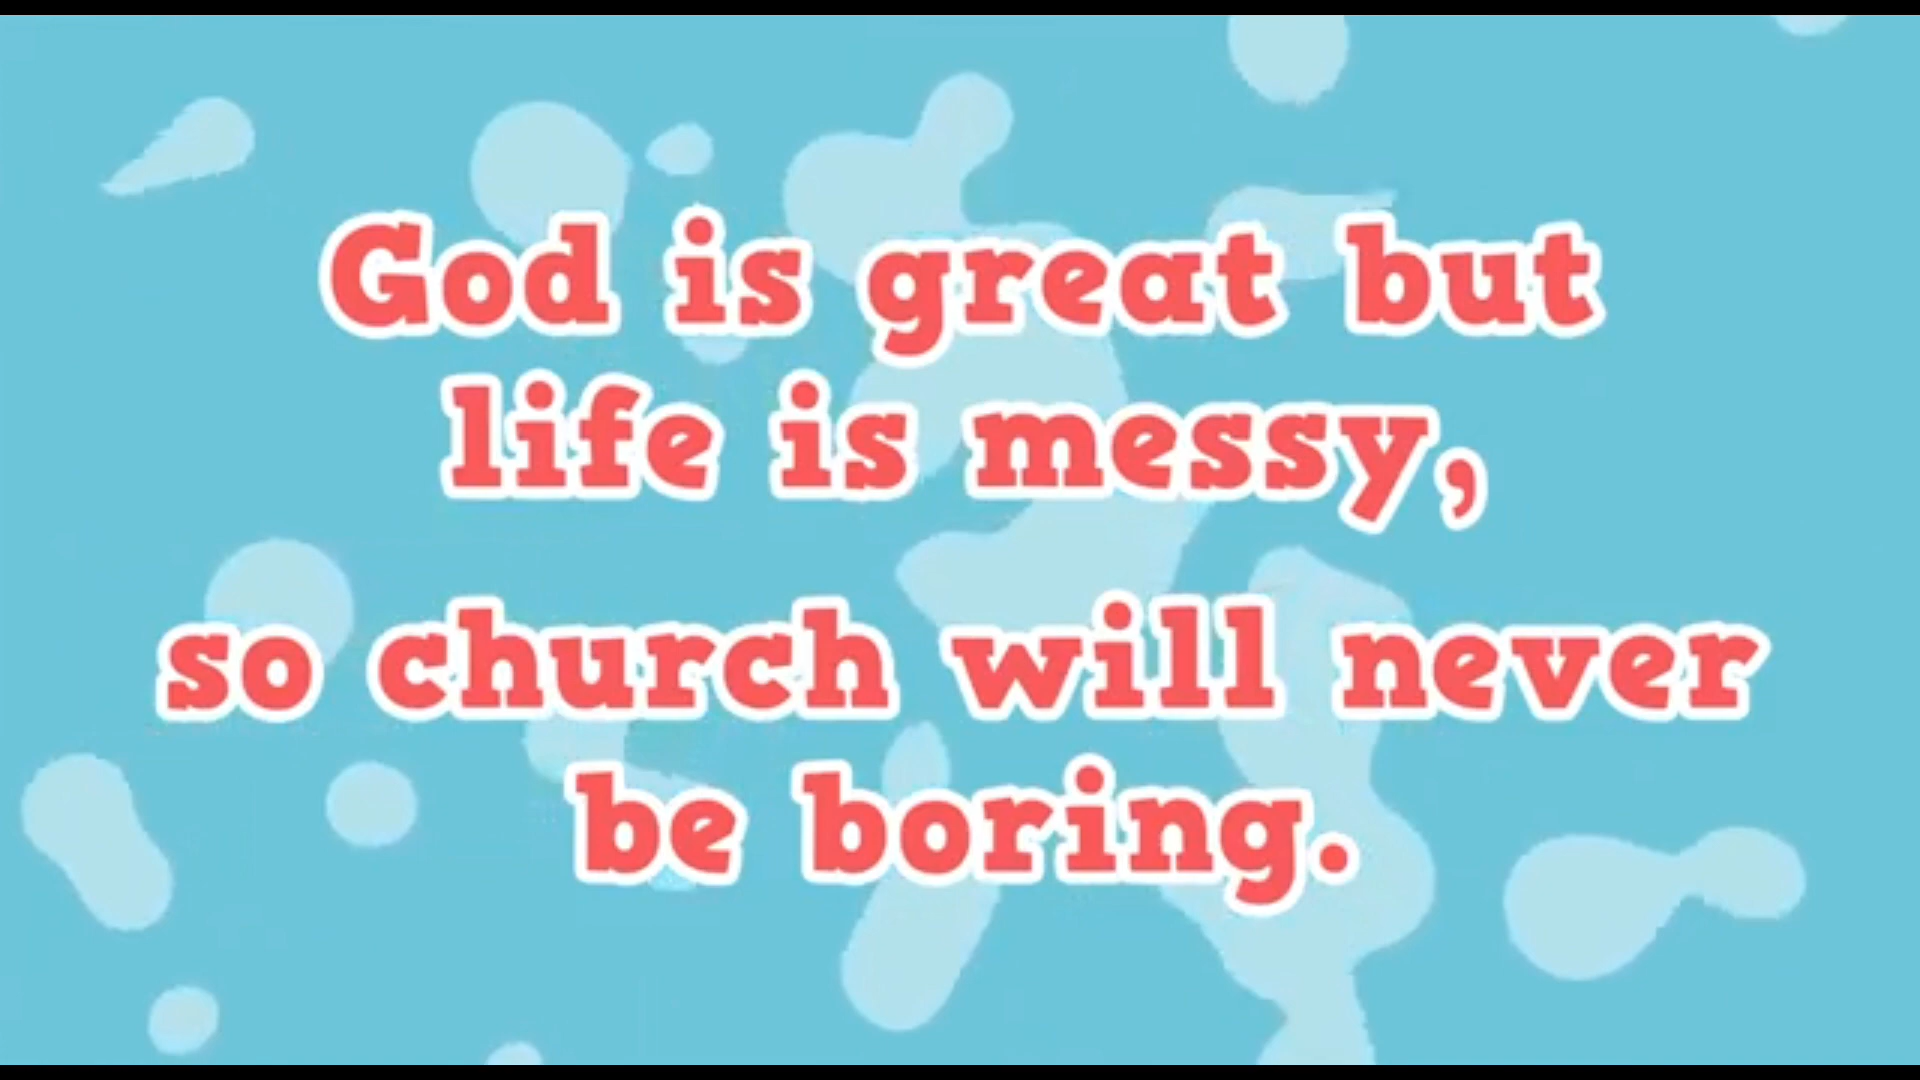 God is great but
life is messy,
so church will never
be boring.